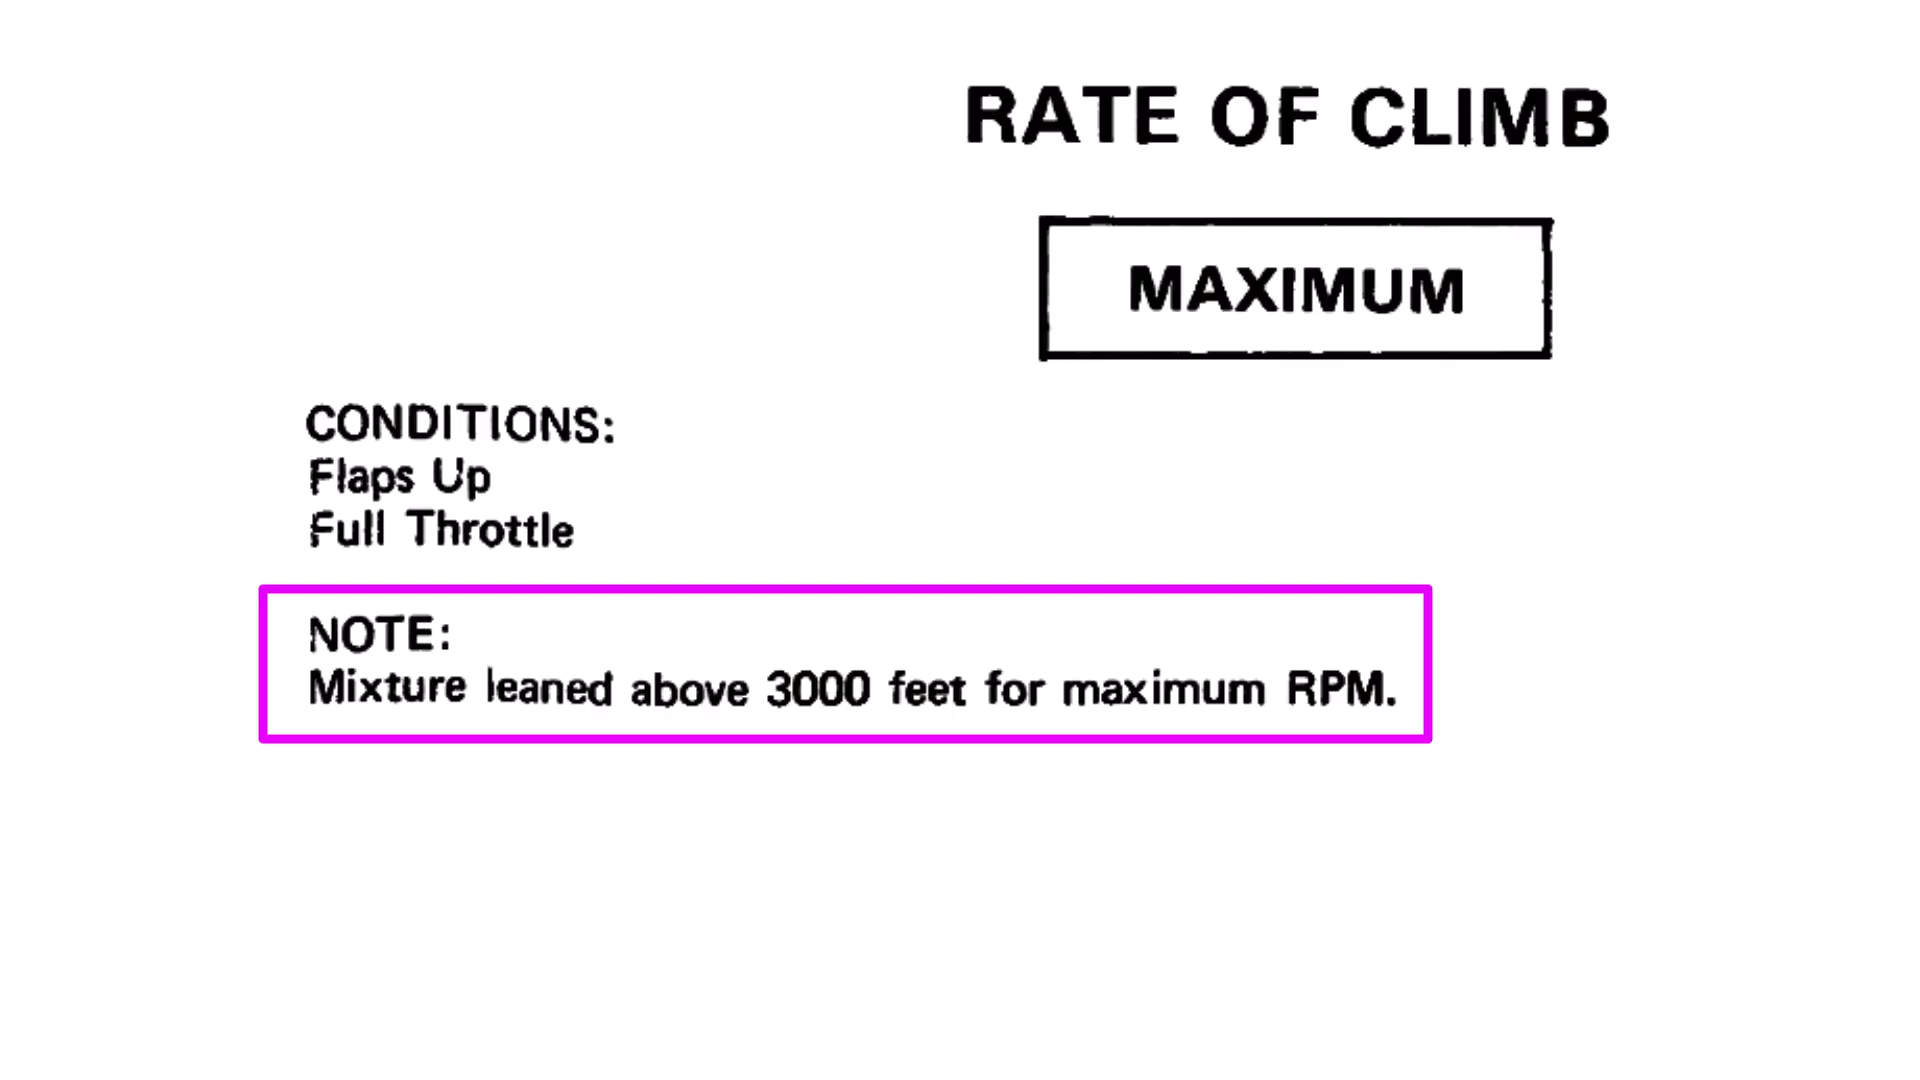 RATE OF CLIMB
MAXIMUM
CONDITIONS:
Flaps Up
Full Throttle
NOTE:
Mixture leaned above 3000 feet for maximum RPM.